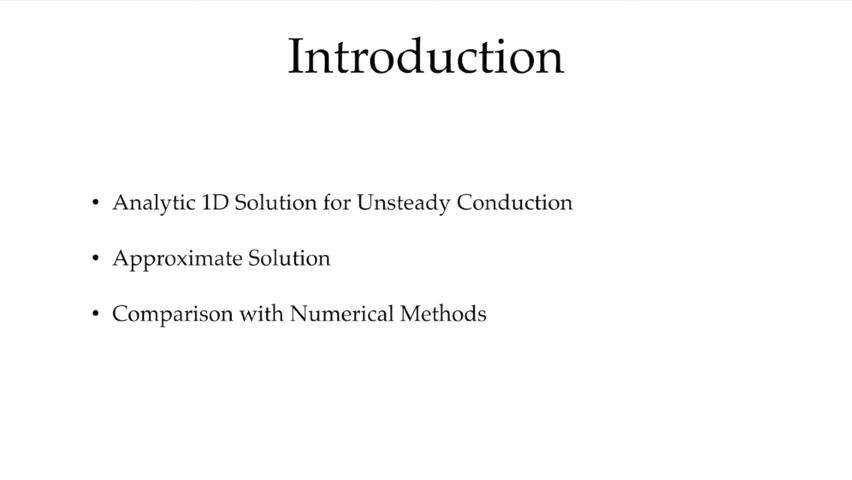 Introduction
• Analytic 1D Solution for Unsteady Conduction
• Approximate Solution
• Comparison with Numerical Methods